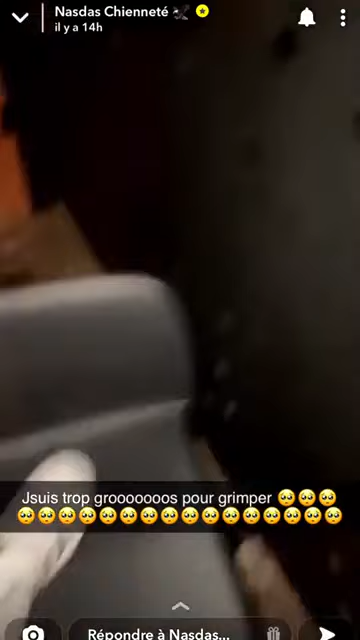 Nasdas Chienneté 🦅
il y a 14h
Jsuis trop grooooooos pour grimper 🥺🥺🥺
🥺🥺🥺🥺🥺🥺🥺🥺🥺🥺🥺🥺🥺🥺🥺🥺
Répondre à Nasdas...